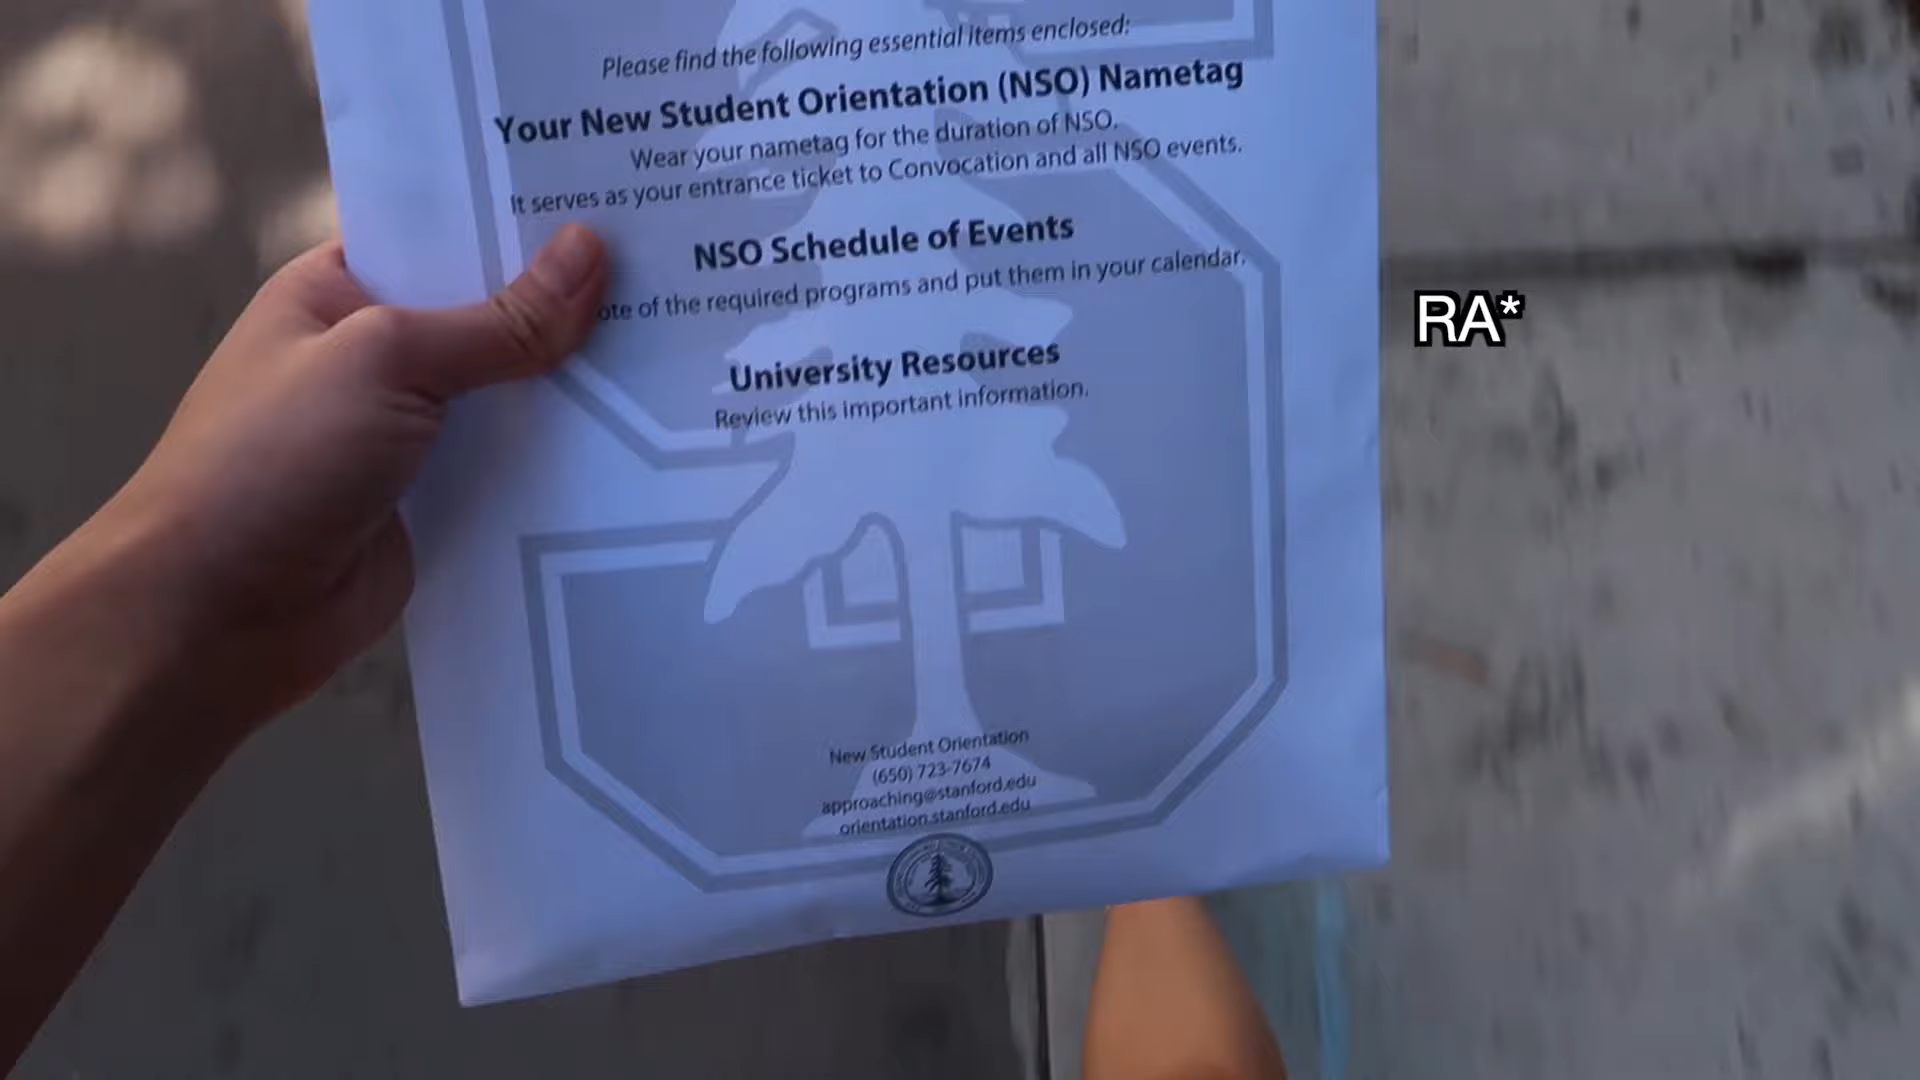 Please find the following essential items enclosed:
Your New Student Orientation (NSO) Nametag
Wear your nametag for the duration of NSO.
It serves as your entrance ticket to Convocation and all NSO events.
NSO Schedule of Events
ote of the required programs and put them in your calendar.
RA*
University Resources
Review this important information.
New Student Orientation
(650) 723-7674
approaching@stanford.edu
orientation.stanford.edu